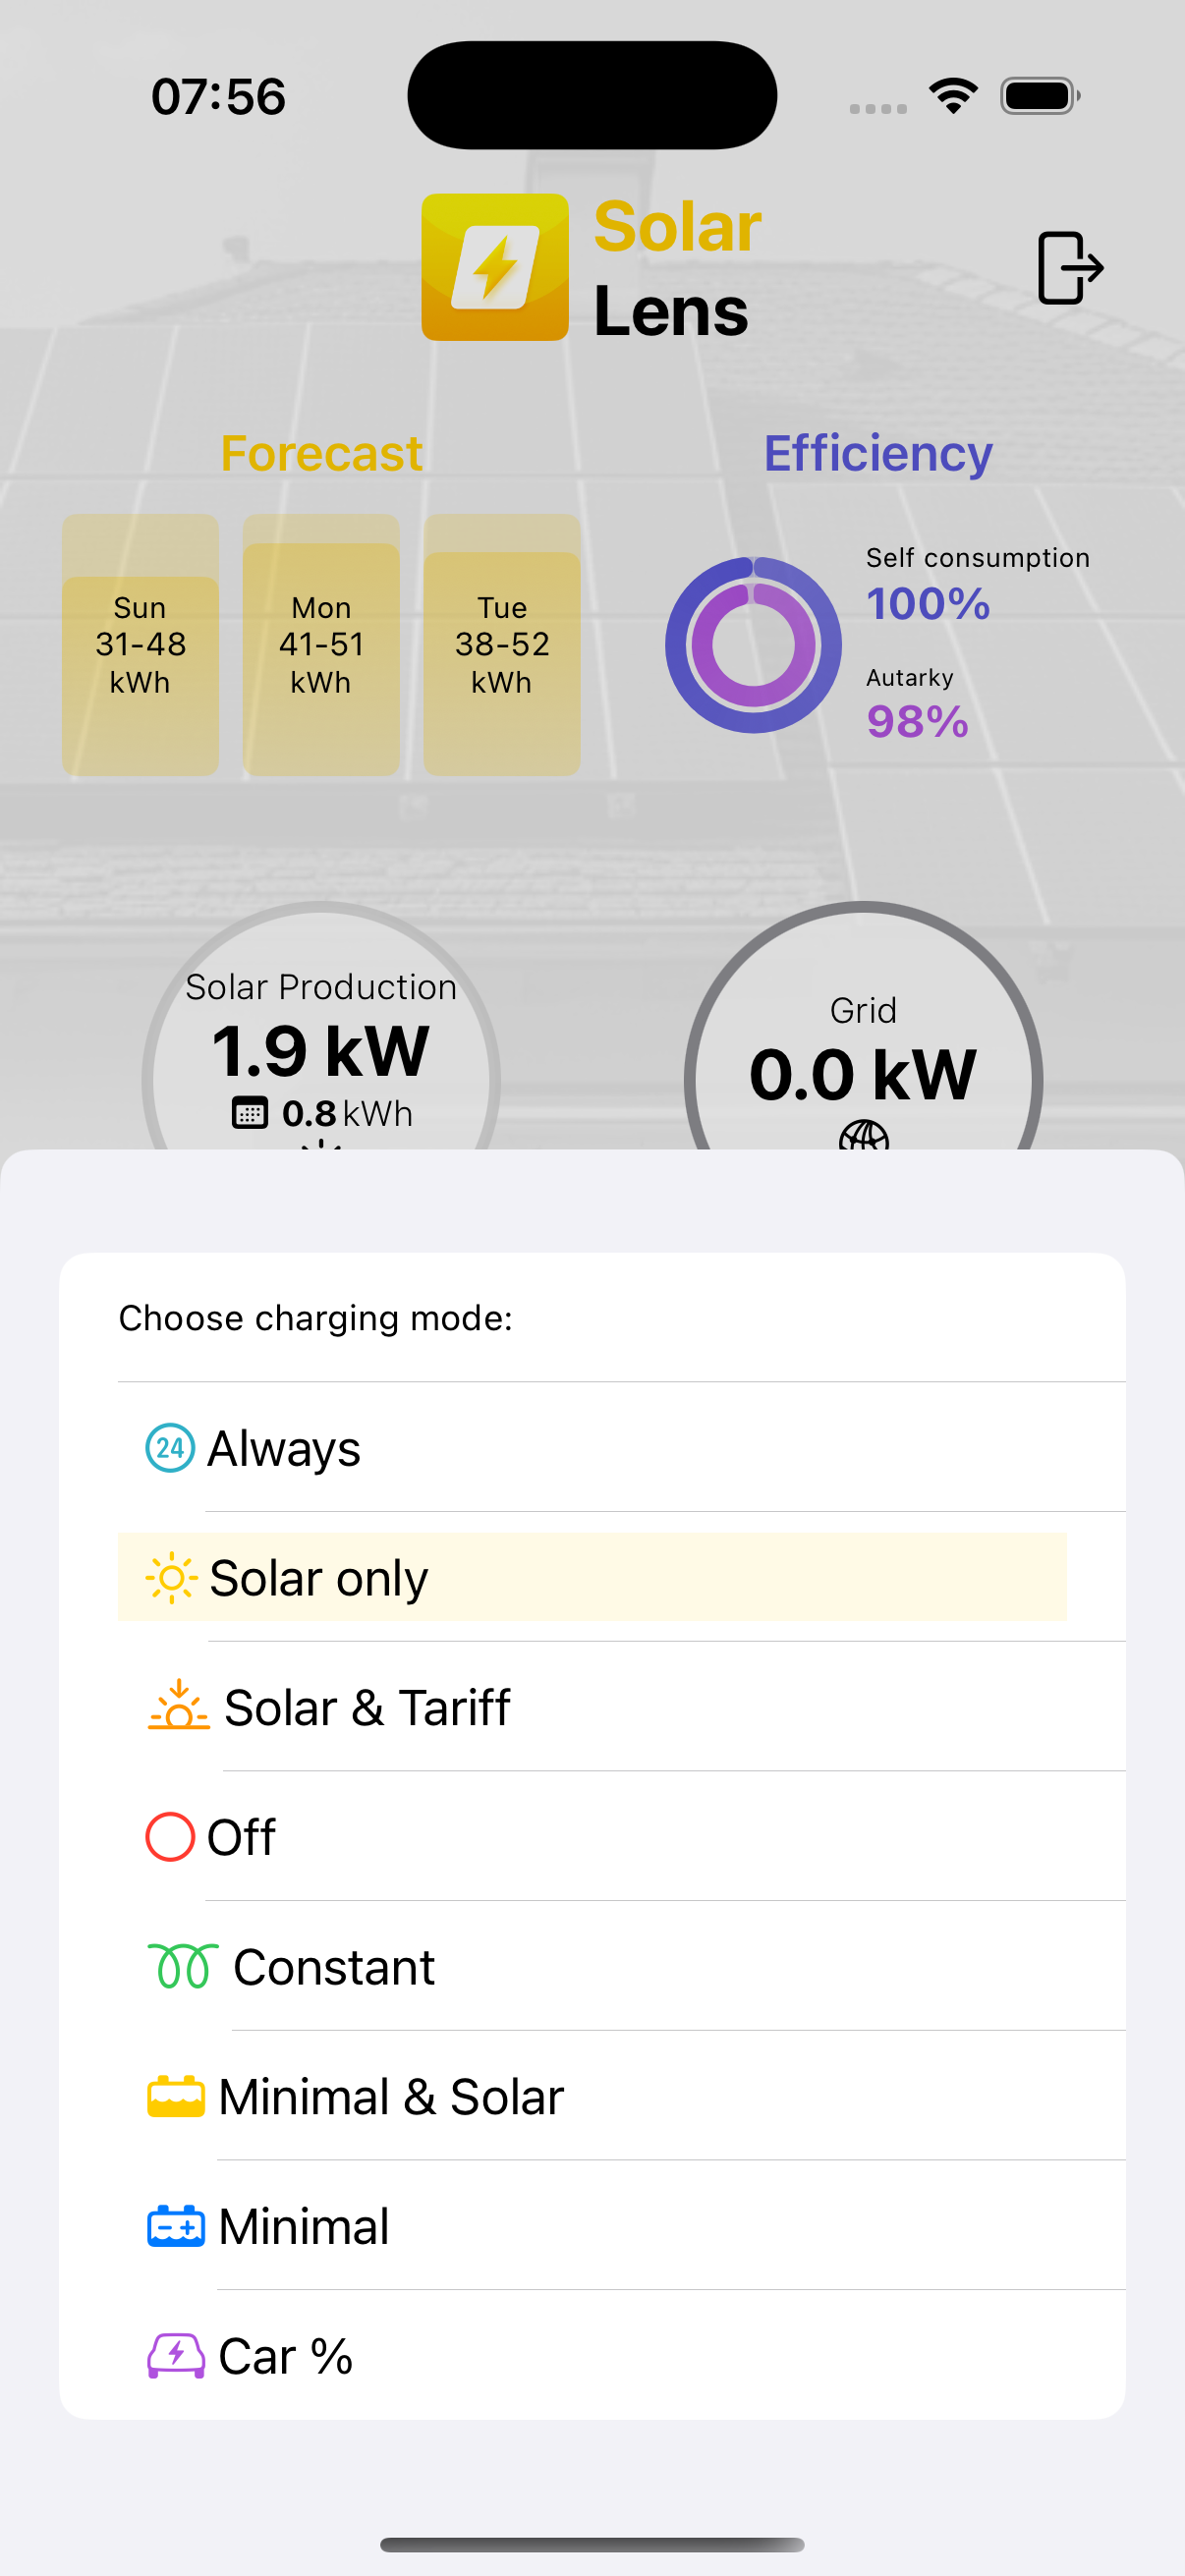 07:56
Solar
Lens
Forecast
Efficiency
Sun
31-48
kWh
Mon
41-51
kWh
Tue
38-52
kWh
Self consumption
100%
Autarky
98%
Solar Production
1.9 kW
0.8 kWh
Grid
0.0 kW
Choose charging mode:
24 Always
Solar only
Solar & Tariff
Off
Constant
Minimal & Solar
Minimal
Car %